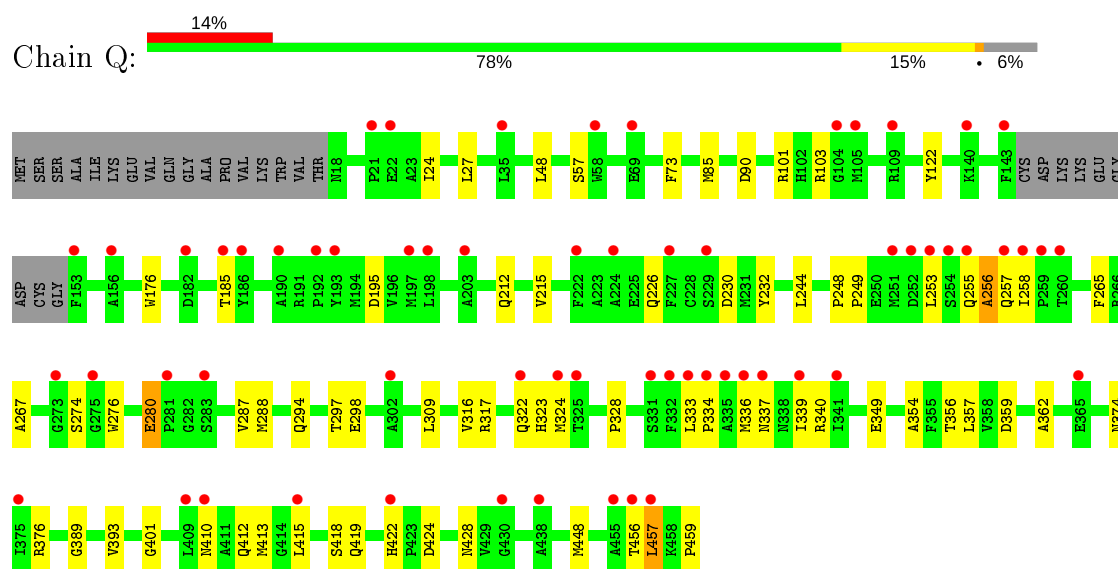 14%
Chain Q:
78% 15% • 6%
MET SER SER ALA ILE LYS GLU VAL GLN GLY ALA PRO VAL LYS TRP VAL THR N18 P21 E22 A23 I24 L27 L35 L48 S57 W58 E69 F73 M85 D90 R101 H102 R103 G104 M105 R109 Y122 K140 F143 CYS ASP LYS LYS GLU GLY
ASP CYS GLY F153 A156 W176 D182 T185 Y186 A190 R191 P192 Y193 M194 D195 V196 M197 L198 A203 Q212 V215 F222 A223 A224 E225 Q226 F227 C228 S229 D230 M231 Y232 L244 P248 P249 E250 M251 D252 L253 S254 Q255 A256 Q257 I258 P259 T260 F265 R266
A267 G273 S274 G275 W276 E280 P281 G282 S283 V287 M288 Q294 T297 E298 A302 L309 V316 R317 Q322 H323 M324 T325 P328 S331 F332 L333 P334 A335 M336 N337 N338 I339 R340 I341 E349 A354 F355 T356 L357 V358 D359 A362 E365 N374
I375 R376 G389 V393 G401 L409 N410 A411 Q412 M413 G414 L415 S418 Q419 H422 P423 D424 N428 V429 G430 A438 M448 A455 T456 L457 K458 P459